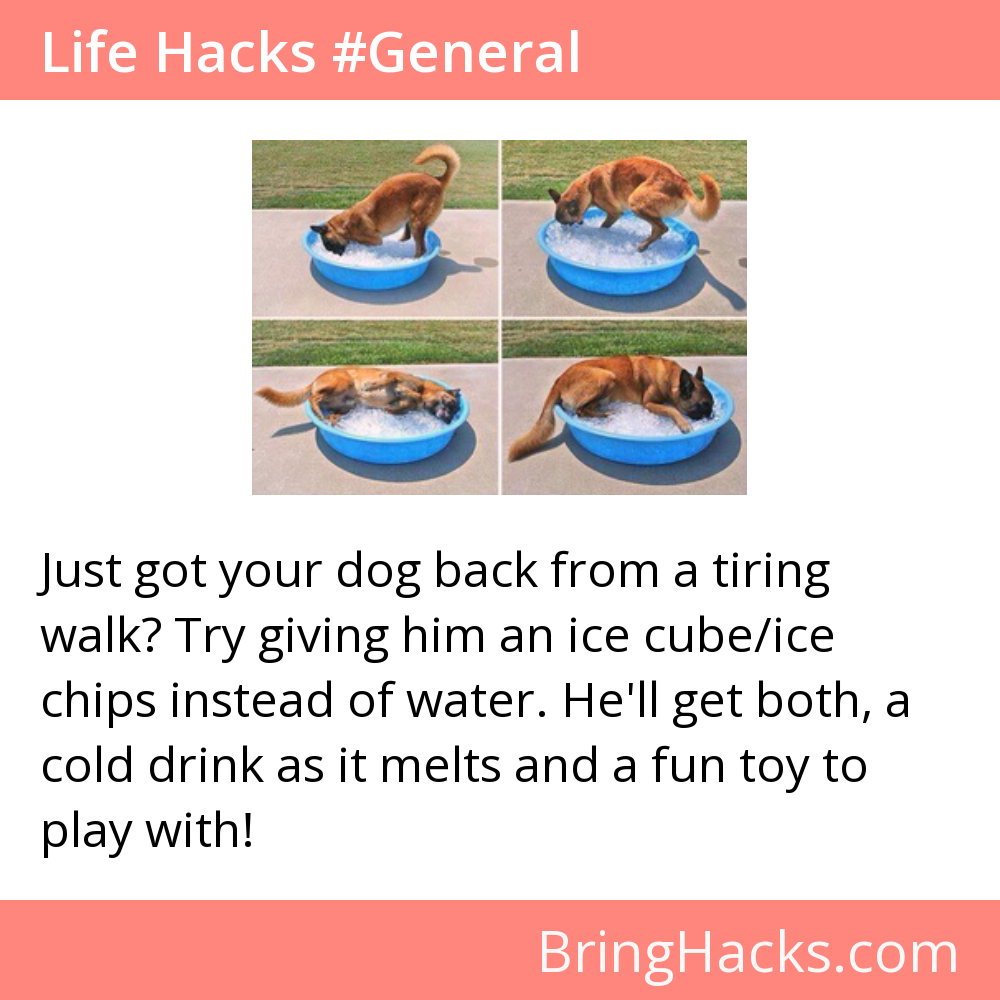 Life Hacks #General
Just got your dog back from a tiring
walk? Try giving him an ice cube/ice
chips instead of water. He'll get both, a
cold drink as it melts and a fun toy to
play with!
BringHacks.com